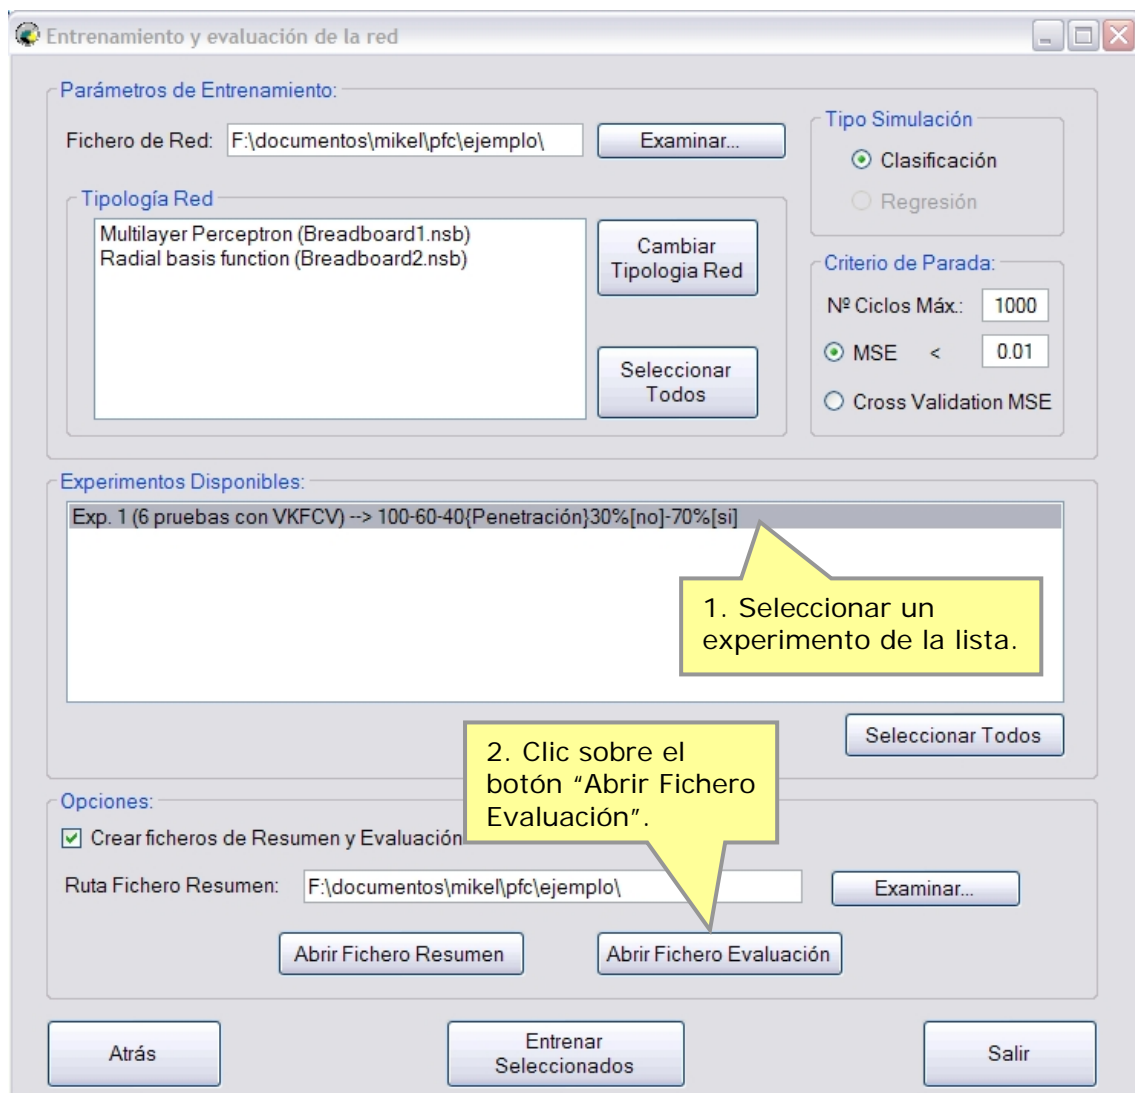 Entrenamiento y evaluación de la red
Parámetros de Entrenamiento:
Fichero de Red: F:\documentos\mikel\pfc\ejemplo\ Examinar...
Tipología Red
Multilayer Perceptron (Breadboard1.nsb)
Radial basis function (Breadboard2.nsb)
Cambiar
Tipologia Red
Seleccionar
Todos
Tipo Simulación
Clasificación
Regresión
Criterio de Parada:
Nº Ciclos Máx.: 1000
MSE < 0.01
Cross Validation MSE
Experimentos Disponibles:
Exp. 1 (6 pruebas con VKFCV) --> 100-60-40{Penetración}30%[no]-70%[si]
1. Seleccionar un
experimento de la lista.
Seleccionar Todos
2. Clic sobre el
botón “Abrir Fichero
Evaluación”.
Opciones:
Crear ficheros de Resumen y Evaluación
Ruta Fichero Resumen: F:\documentos\mikel\pfc\ejemplo\ Examinar...
Abrir Fichero Resumen Abrir Fichero Evaluación
Atrás
Entrenar
Seleccionados
Salir